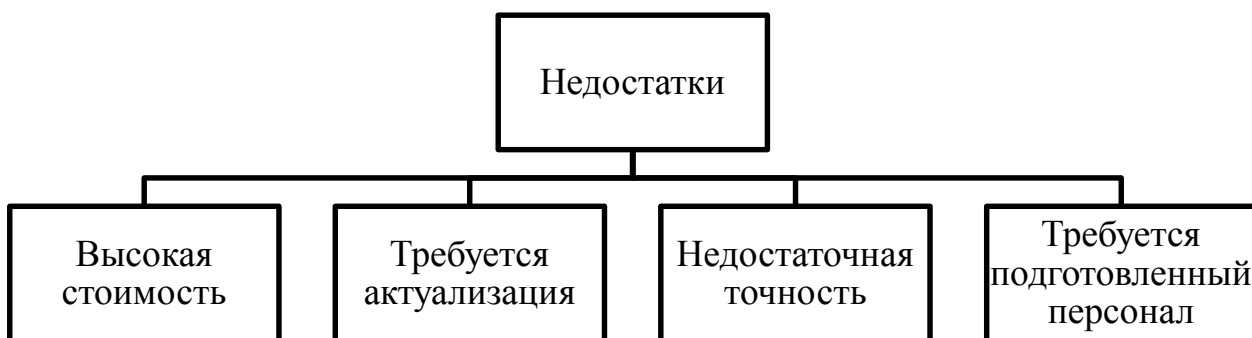 Недостатки
Высокая
стоимость
Требуется
актуализация
Недостаточная
точность
Требуется
подготовленный
персонал